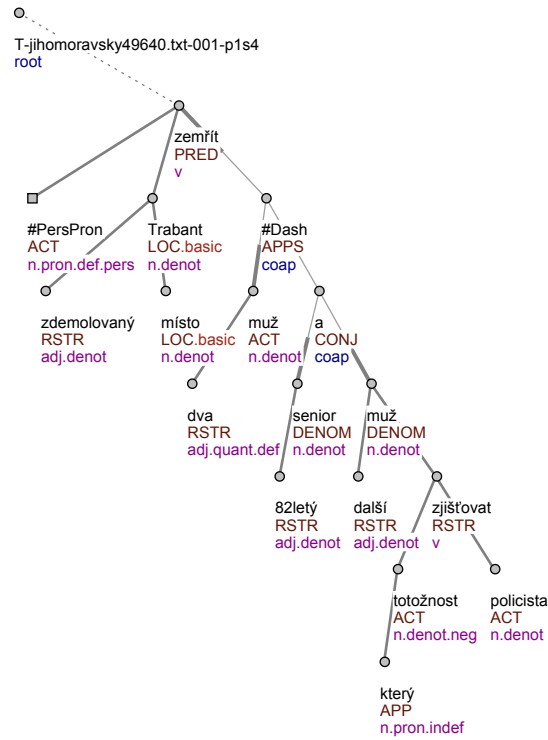 T-jihomoravsky49640.txt-001-p1s4
root
zemřít
PRED
v
#PersPron
ACT
n.pron.def.pers
Trabant
LOC.basic
n.denot
#Dash
APPS
coap
zdemolovaný
RSTR
adj.denot
místo
LOC.basic
n.denot
muž
ACT
n.denot
a
CONJ
coap
dva
RSTR
adj.quant.def
senior
DENOM
n.denot
muž
DENOM
n.denot
82letý
RSTR
adj.denot
další
RSTR
adj.denot
zjišťovat
RSTR
v
totožnost
ACT
n.denot.neg
policista
ACT
n.denot
který
APP
n.pron.indef